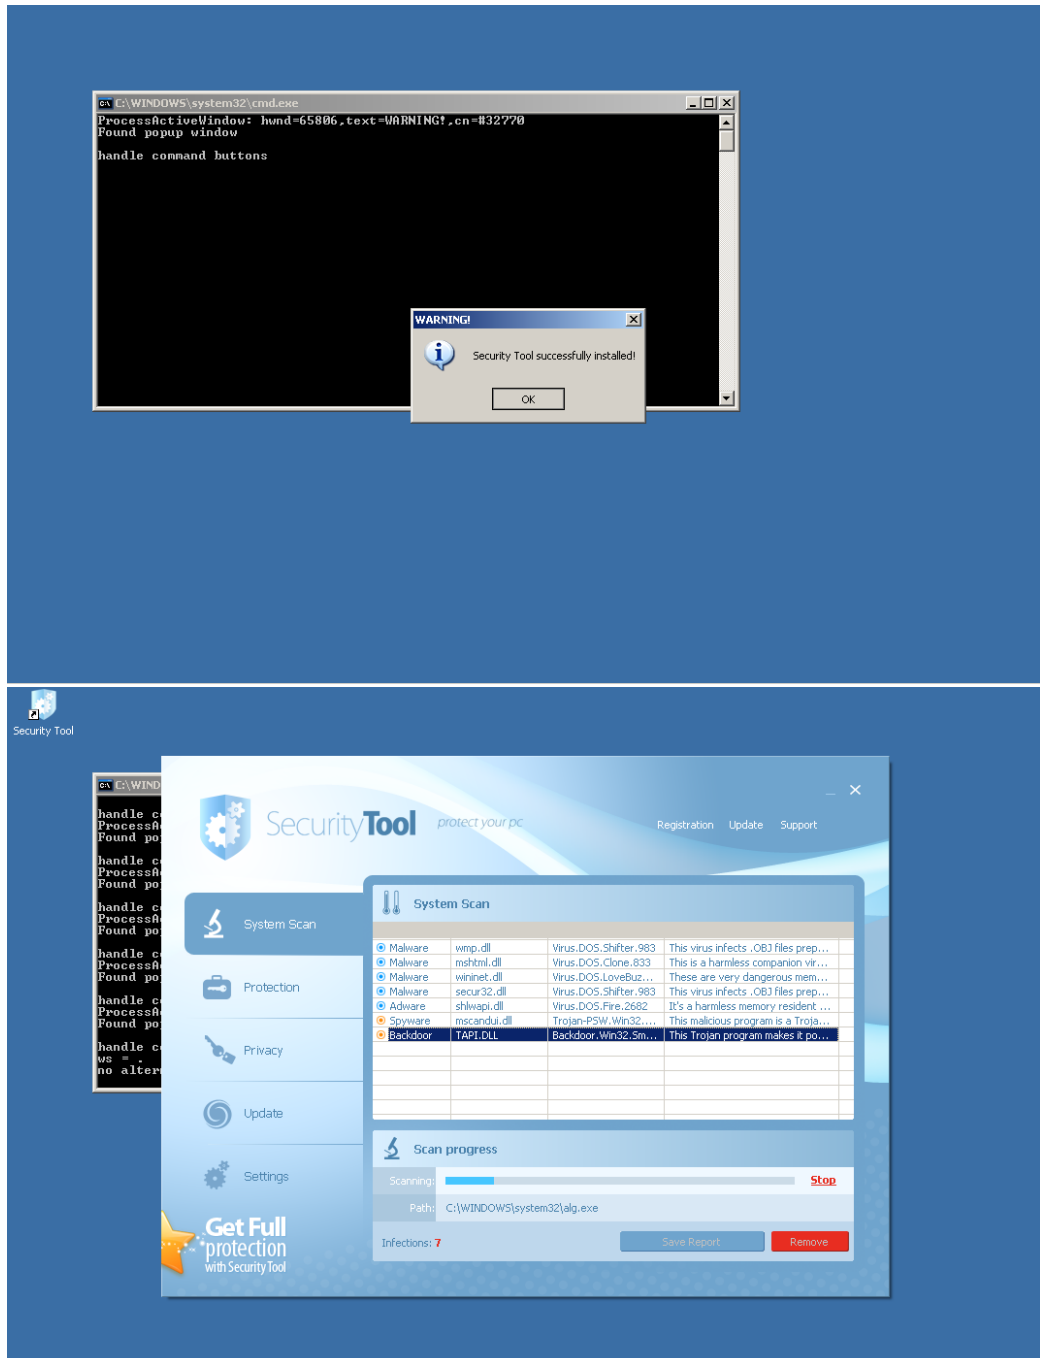 C:\WINDOWS\system32\cmd.exe
ProcessActiveWindow: hwnd=65806,text=WARNING!,cn=#32770
Found popup window
handle command buttons
WARNING!
Security Tool successfully installed!
OK
Security Tool
C:\WIND
handle co
ProcessA
Found po
handle co
ProcessA
Found po
handle co
ProcessA
Found po
handle co
ProcessA
Found po
handle co
ProcessA
Found po
handle co
ws = .
no alter
SecurityTool protect your pc
Registration Update Support
System Scan
Protection
Privacy
Update
Settings
Get Full
protection
with Security Tool
System Scan
Malware wmp.dll Virus.DOS.Shifter.983 This virus infects .OBJ files prep...
Malware mshtml.dll Virus.DOS.Clone.833 This is a harmless companion vir...
Malware wininet.dll Virus.DOS.LoveBuz... These are very dangerous mem...
Malware secur32.dll Virus.DOS.Shifter.983 This virus infects .OBJ files prep...
Adware shlwapi.dll Virus.DOS.Fire.2682 It's a harmless memory resident ...
Spyware mscandui.dll Trojan-PSW.Win32.... This malicious program is a Troja...
Backdoor TAPI.DLL Backdoor.Win32.Sm... This Trojan program makes it po...
Scan progress
Scanning: Stop
Path: C:\WINDOWS\system32\alg.exe
Infections: 7 Save Report Remove